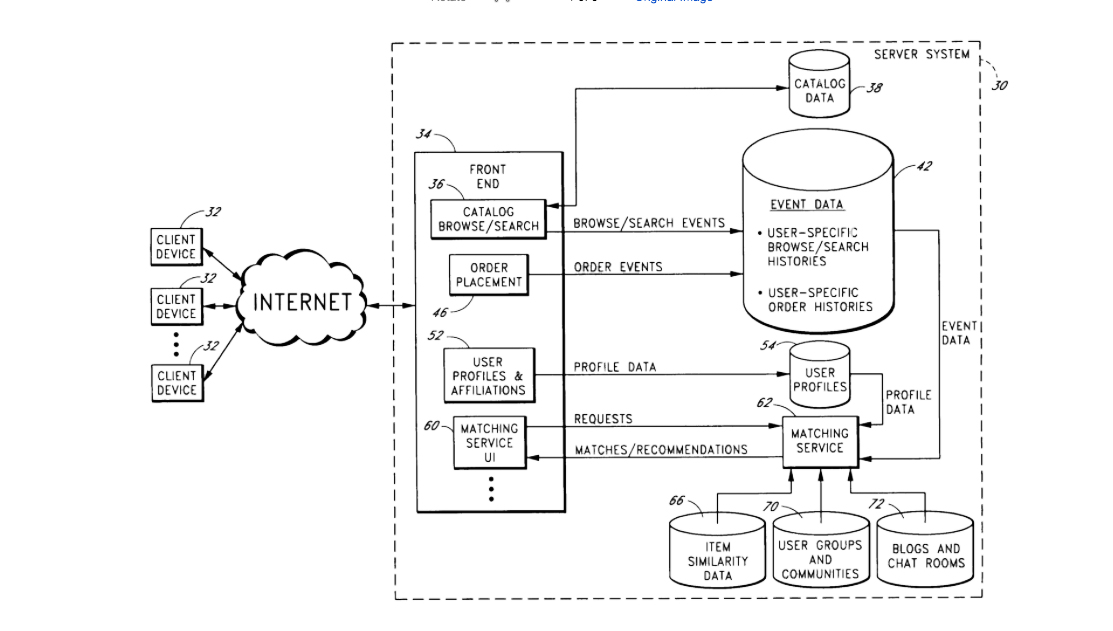 Original Image
SERVER SYSTEM
30
CATALOG
DATA
38
34
FRONT
END
36
CATALOG
BROWSE/SEARCH
BROWSE/SEARCH EVENTS
42
EVENT DATA
• USER-SPECIFIC
BROWSE/SEARCH
HISTORIES
• USER-SPECIFIC
ORDER HISTORIES
32
CLIENT
DEVICE
32
CLIENT
DEVICE
32
CLIENT
DEVICE
INTERNET
ORDER
PLACEMENT
46
ORDER EVENTS
EVENT
DATA
52
USER
PROFILES &
AFFILIATIONS
PROFILE DATA
54
USER
PROFILES
PROFILE
DATA
60
MATCHING
SERVICE
UI
REQUESTS
MATCHES/RECOMMENDATIONS
62
MATCHING
SERVICE
66
ITEM
SIMILARITY
DATA
70
USER GROUPS
AND
COMMUNITIES
72
BLOGS AND
CHAT ROOMS